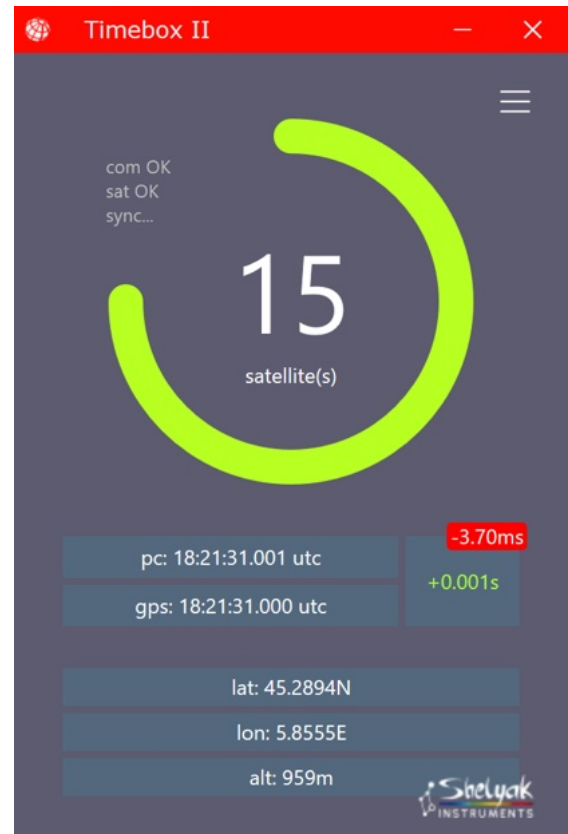 Timebox II
com OK
sat OK
sync...
15
satellite(s)
-3.70ms
pc: 18:21:31.001 utc
+0.001s
gps: 18:21:31.000 utc
lat: 45.2894N
lon: 5.8555E
alt: 959m
Shelyak
INSTRUMENTS